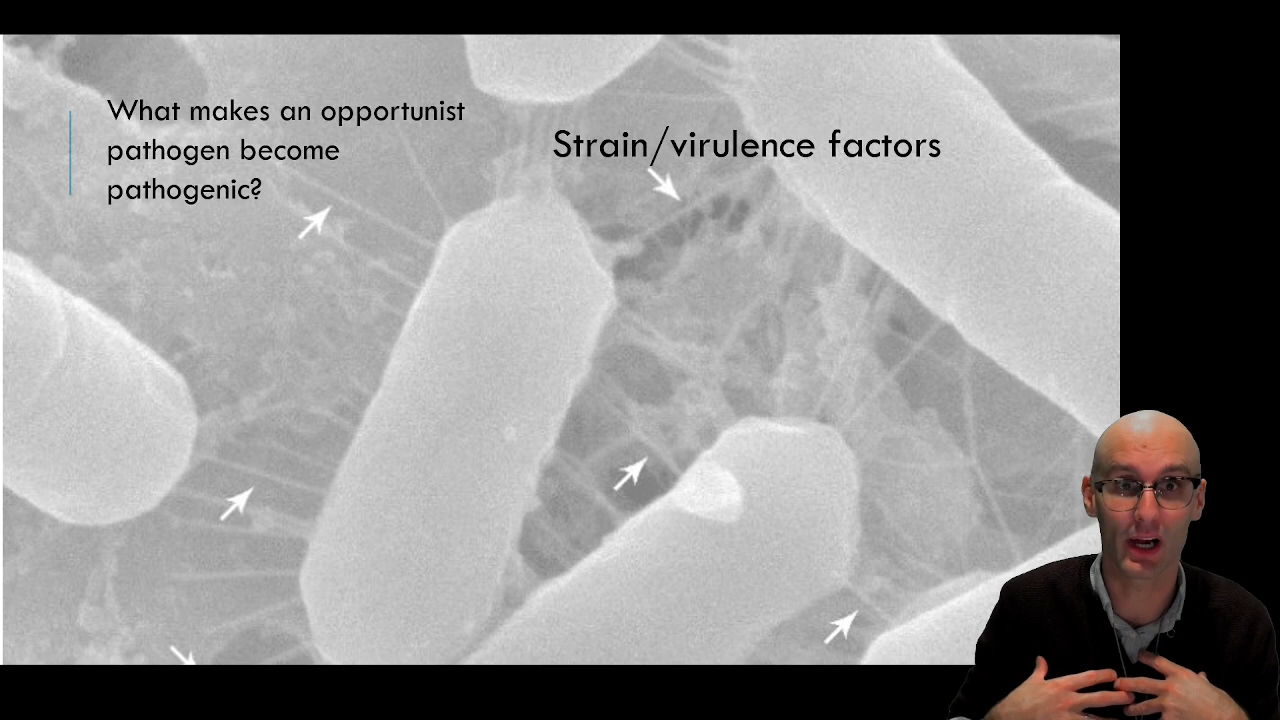 What makes an opportunist
pathogen become
pathogenic?
Strain/virulence factors